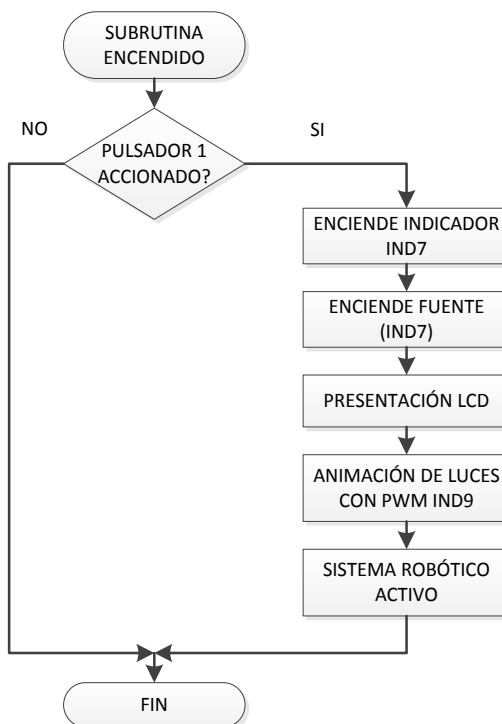 SUBRUTINA
ENCENDIDO
NO
SI
PULSADOR 1
ACCIONADO?
ENCIENDE INDICADOR
IND7
ENCIENDE FUENTE
(IND7)
PRESENTACIÓN LCD
ANIMACIÓN DE LUCES
CON PWM IND9
SISTEMA ROBÓTICO
ACTIVO
FIN